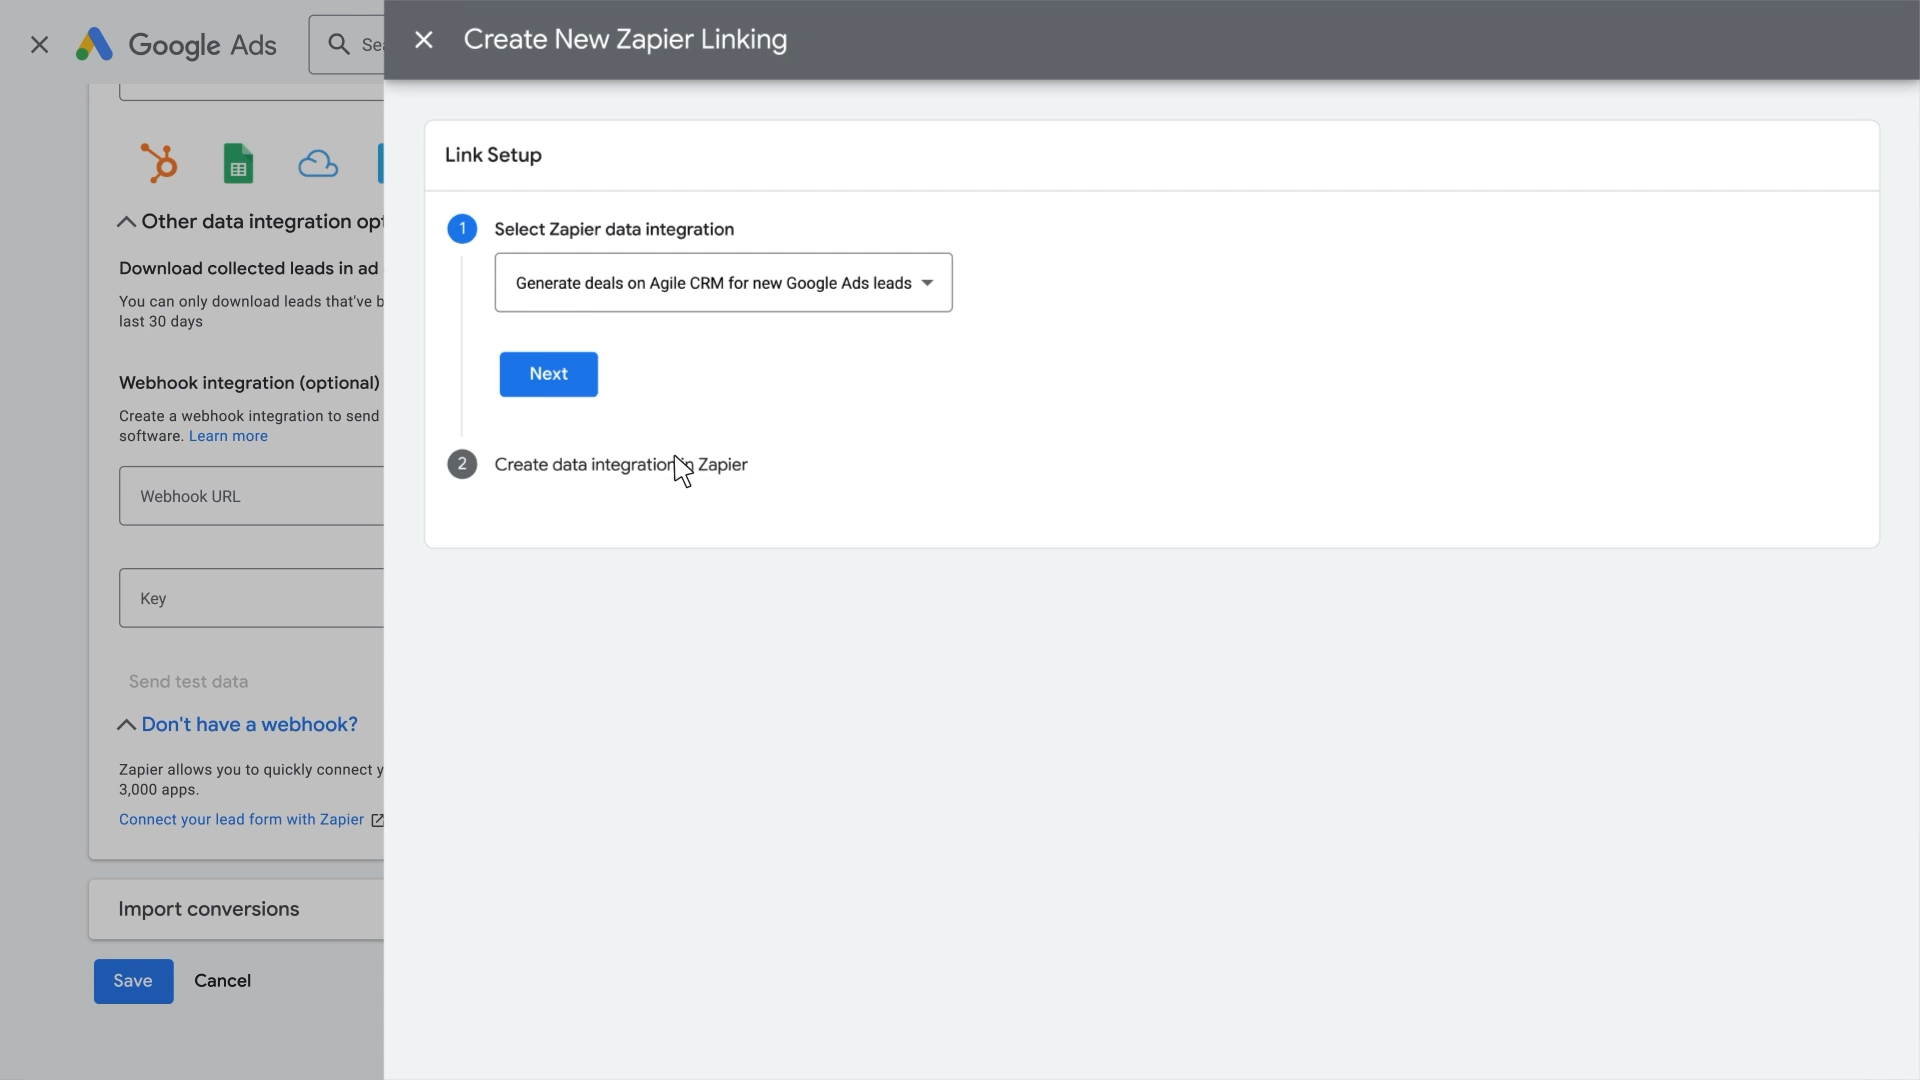 Google Ads
Sea
Create New Zapier Linking
Other data integration opt
Download collected leads in ad
You can only download leads that've b
last 30 days
Webhook integration (optional)
Create a webhook integration to send
software. Learn more
Webhook URL
Key
Send test data
Don't have a webhook?
Zapier allows you to quickly connect y
3,000 apps.
Connect your lead form with Zapier
Import conversions
Save
Cancel
Link Setup
1
Select Zapier data integration
Generate deals on Agile CRM for new Google Ads leads
Next
2
Create data integration in Zapier